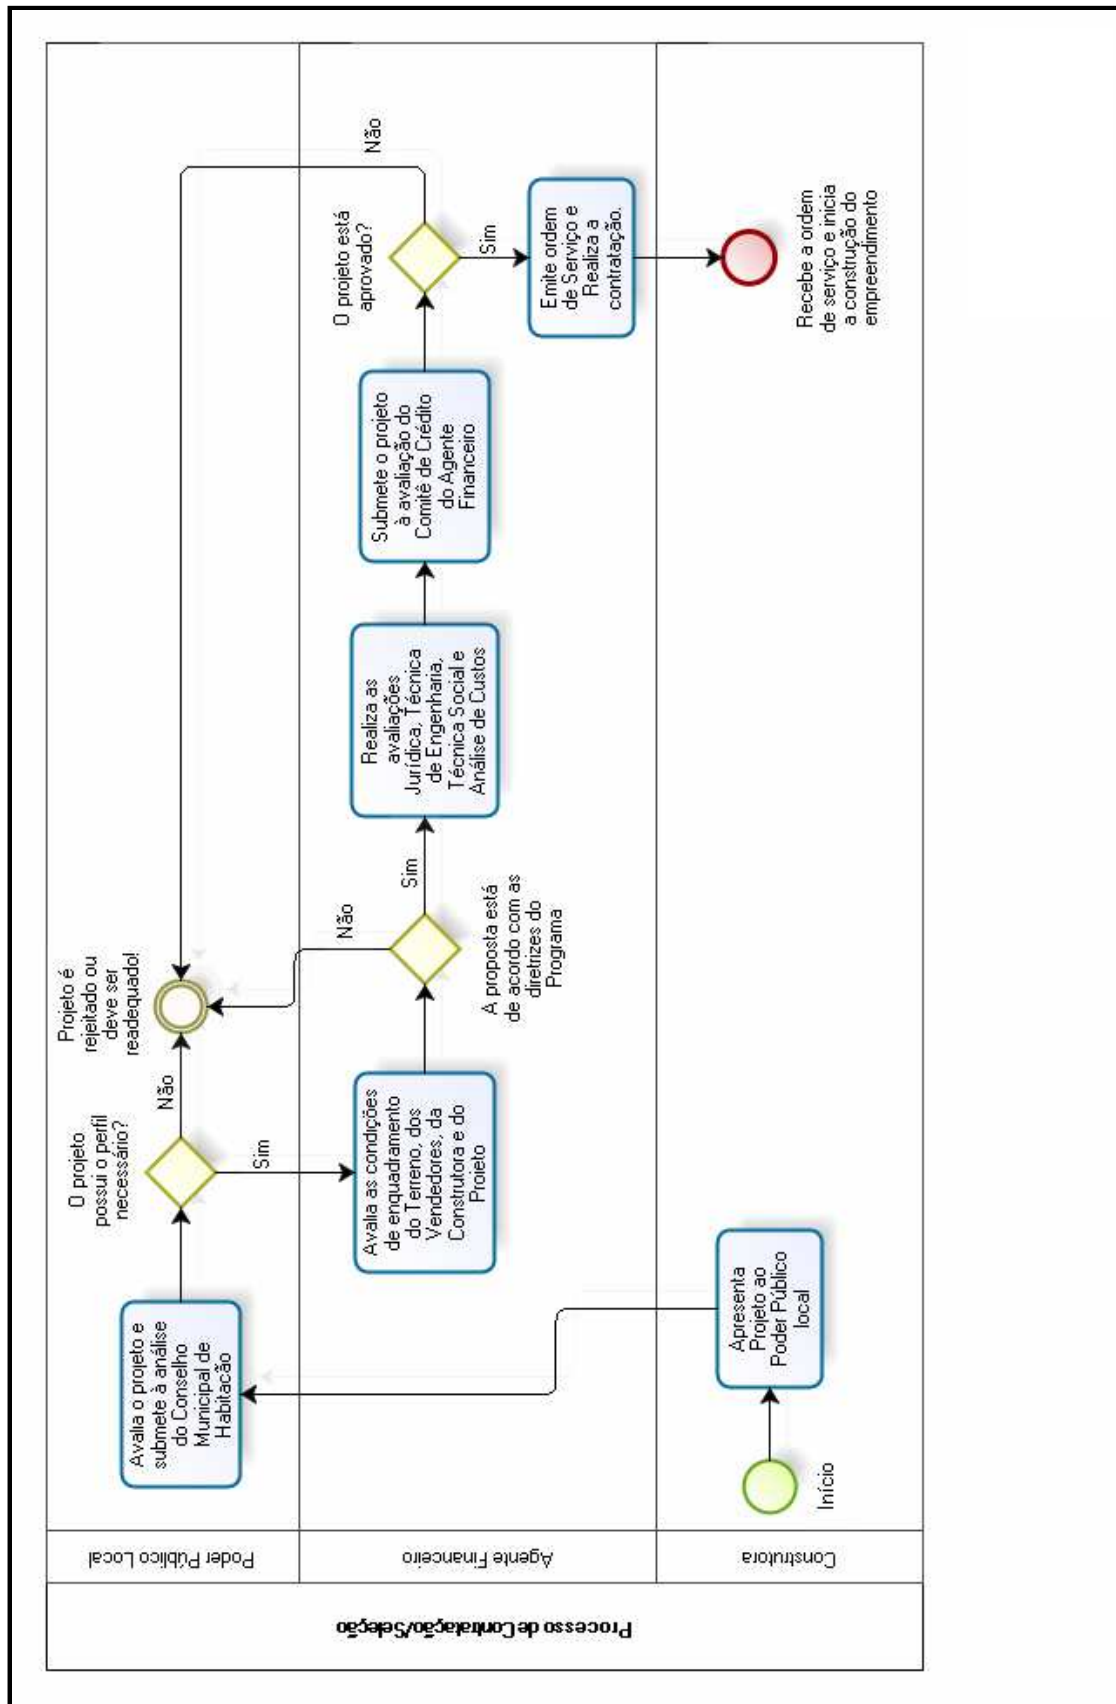 Processo de Contratação/Seleção
Poder Público Local
Agente Financeiro
Construtora
Início
Apresenta
Projeto ao
Poder Público
local
Avalia o projeto e
submete à análise
do Conselho
Municipal de
Habitação
O projeto
possui o perfil
necessário?
Não
Sim
Projeto é
rejeitado ou
deve ser
readequado!
Avalia as condições
de enquadramento
do Terreno, dos
Vendedores, da
Construtora e do
Projeto
A proposta está
de acordo com as
diretrizes do
Programa
Não
Sim
Realiza as
avaliações
Jurídica, Técnica
de Engenharia,
Técnica Social e
Análise de Custos
Submete o projeto
à avaliação do
Comitê de Crédito
do Agente
Financeiro
O projeto está
aprovado?
Não
Sim
Emite ordem
de Serviço e
Realiza a
contratação.
Recebe a ordem
de serviço e inicia
a construção do
empreendimento